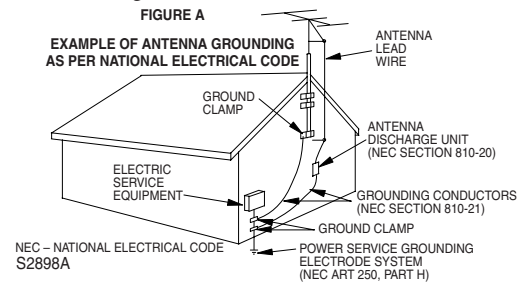 FIGURE A
EXAMPLE OF ANTENNA GROUNDING
AS PER NATIONAL ELECTRICAL CODE
ANTENNA
LEAD
WIRE
GROUND
CLAMP
ANTENNA
DISCHARGE UNIT
(NEC SECTION 810-20)
ELECTRIC
SERVICE
EQUIPMENT
GROUNDING CONDUCTORS
(NEC SECTION 810-21)
GROUND CLAMP
POWER SERVICE GROUNDING
ELECTRODE SYSTEM
(NEC ART 250, PART H)
NEC – NATIONAL ELECTRICAL CODE
S2898A